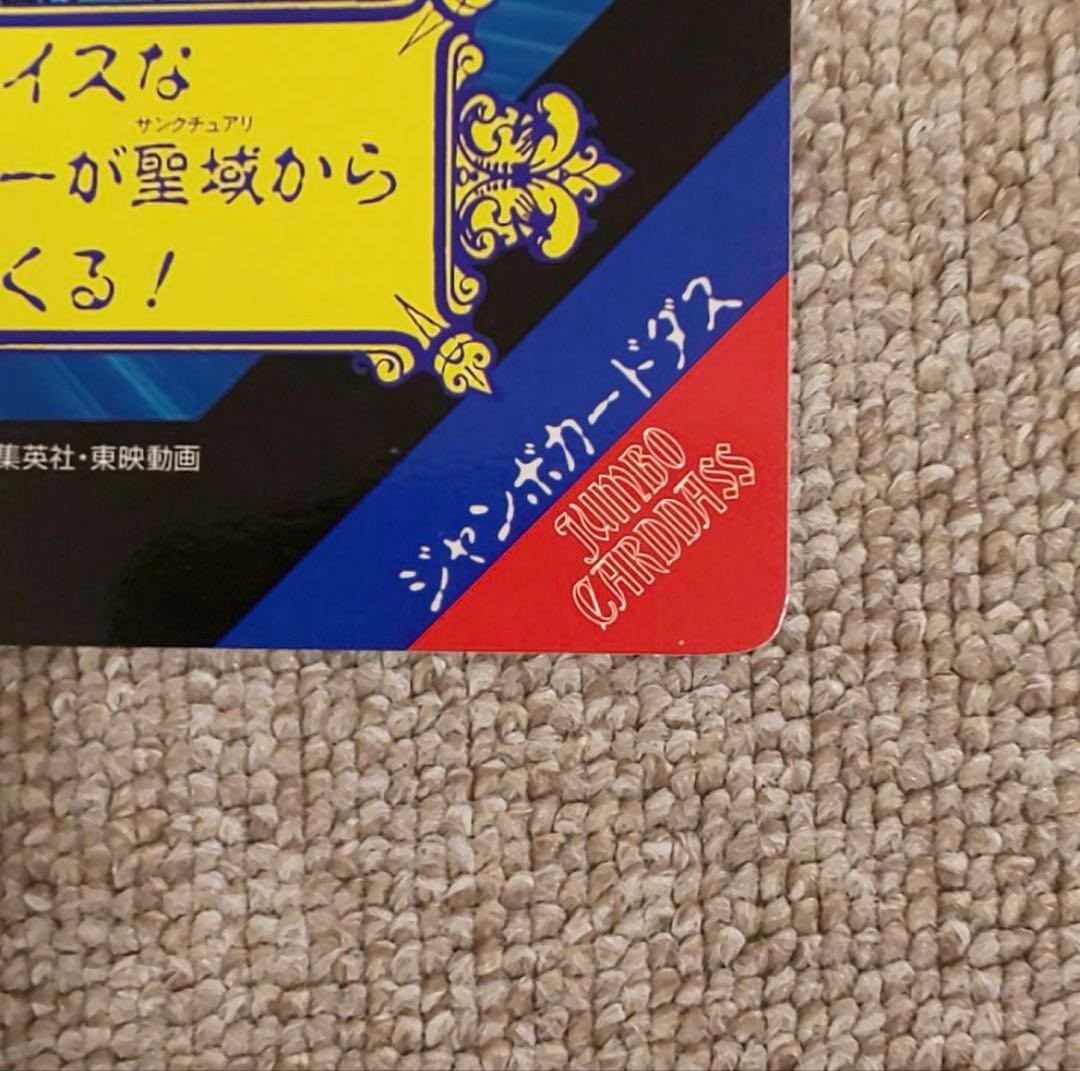 イスな
サンクチュアリ
ーが聖域から
くる!
集英社・東映動画
ジャンボカードダス
JUMBO
CARDDASS